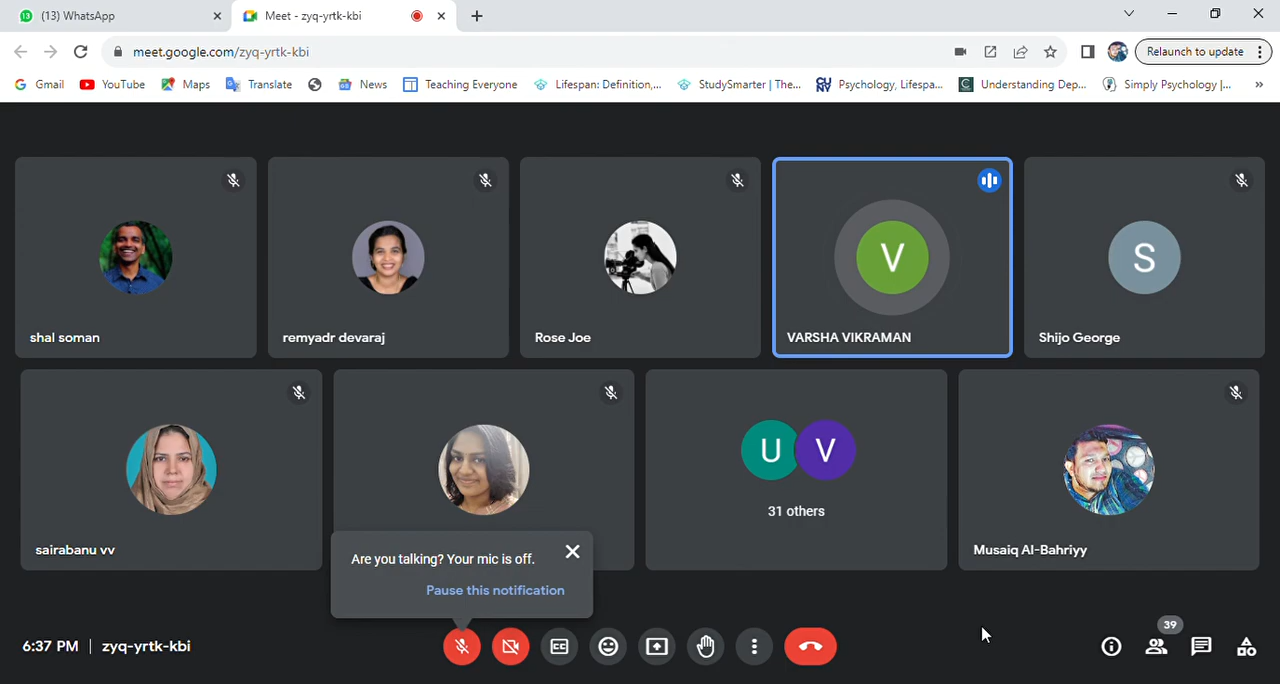 13
(13) WhatsApp
Meet - zyq-yrtk-kbi
meet.google.com/zyq-yrtk-kbi
Relaunch to update
Gmail
YouTube
Maps
Translate
News
Teaching Everyone
Lifespan: Definition,...
StudySmarter | The...
Psychology, Lifespa...
Understanding Dep...
Simply Psychology |...
»
shal soman
remyadr devaraj
Rose Joe
V
VARSHA VIKRAMAN
S
Shijo George
sairabanu vv
U V
31 others
Musaiq Al-Bahriyy
Are you talking? Your mic is off.
Pause this notification
6:37 PM | zyq-yrtk-kbi
CC
39